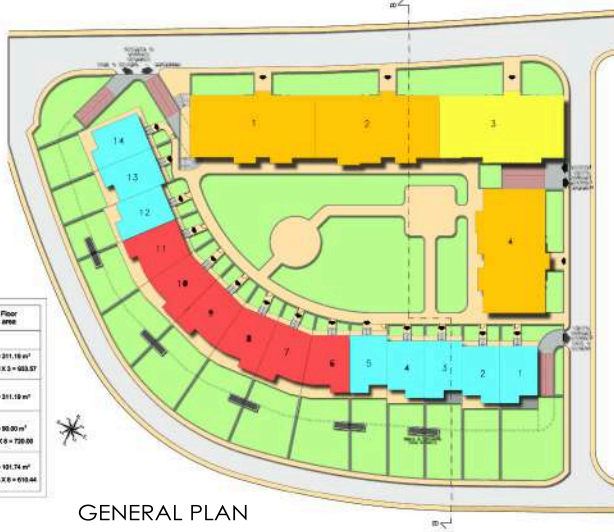 B
1
2
3
14
13
12
4
11
10
9
8
7
6
5
4
3
2
1
Floor
area
311.19 m²
X 3 = 933.57
311.19 m²
90.00 m²
X 8 = 720.00
101.74 m²
X 6 = 610.44
GENERAL PLAN
B